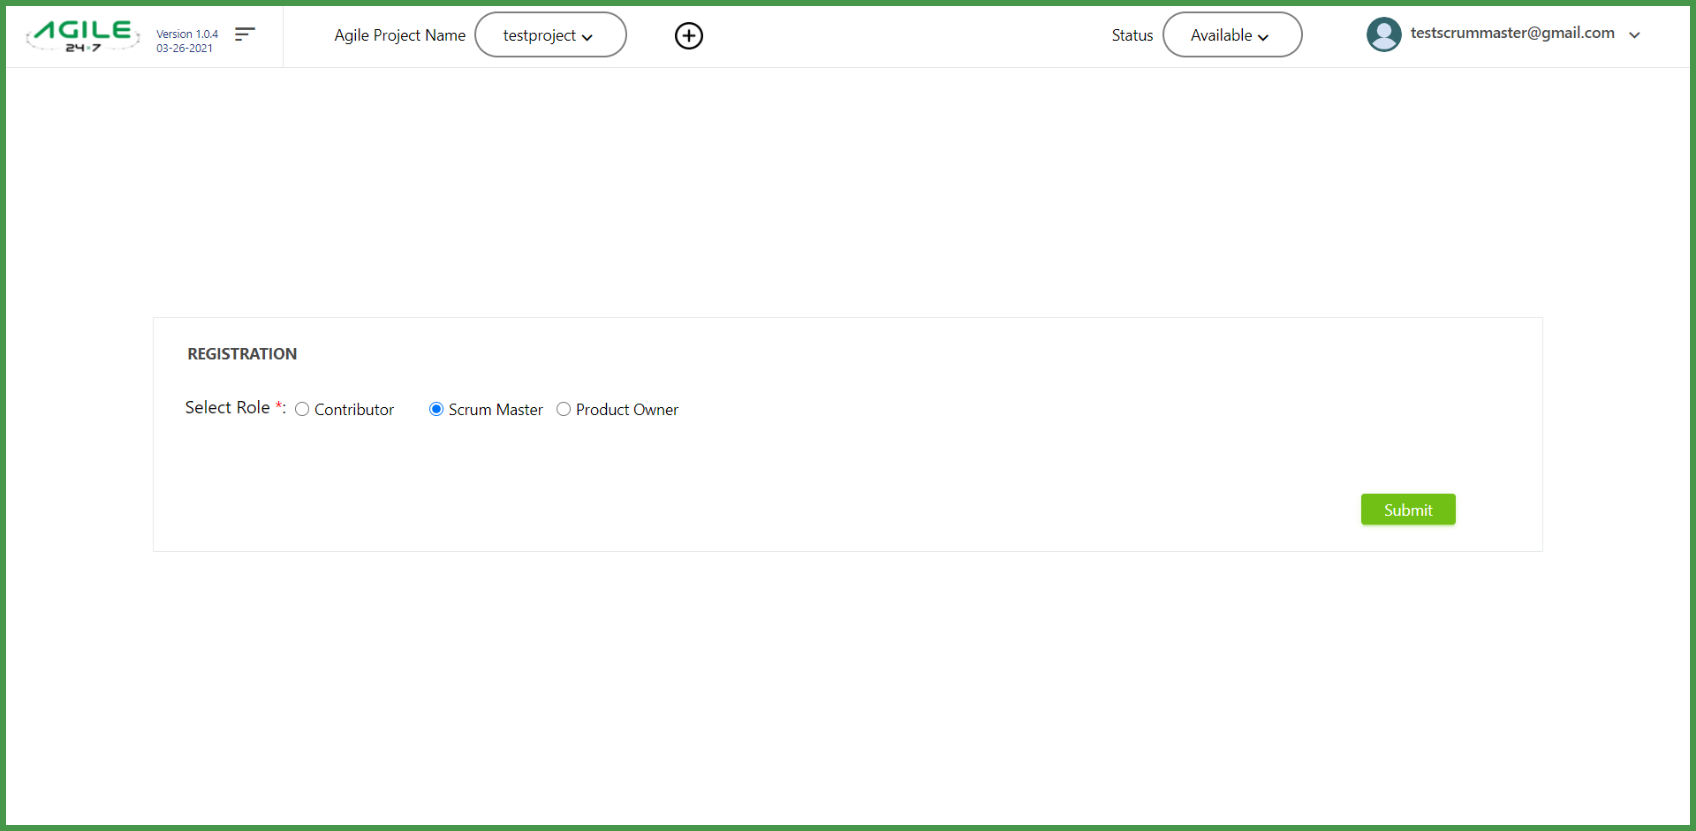 AGILE
24×7
Version 1.0.4
03-26-2021
Agile Project Name
testproject
Status
Available
testscrummaster@gmail.com
REGISTRATION
Select Role *: Contributor Scrum Master Product Owner
Submit